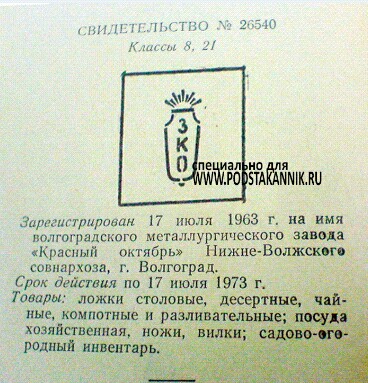 СВИДЕТЕЛЬСТВО № 26540
Классы 8, 21
З
К
О
специально для
WWW.PODSTAKANNIK.RU
Зарегистрирован 17 июля 1963 г. на имя
волгоградского металлургического завода
«Красный октябрь» Нижне-Волжского
совнархоза, г. Волгоград.
Срок действия по 17 июля 1973 г.
Товары: ложки столовые, десертные, чай-
ные, компотные и разливательные; посуда
хозяйственная, ножи, вилки; садово-ого-
родный инвентарь.